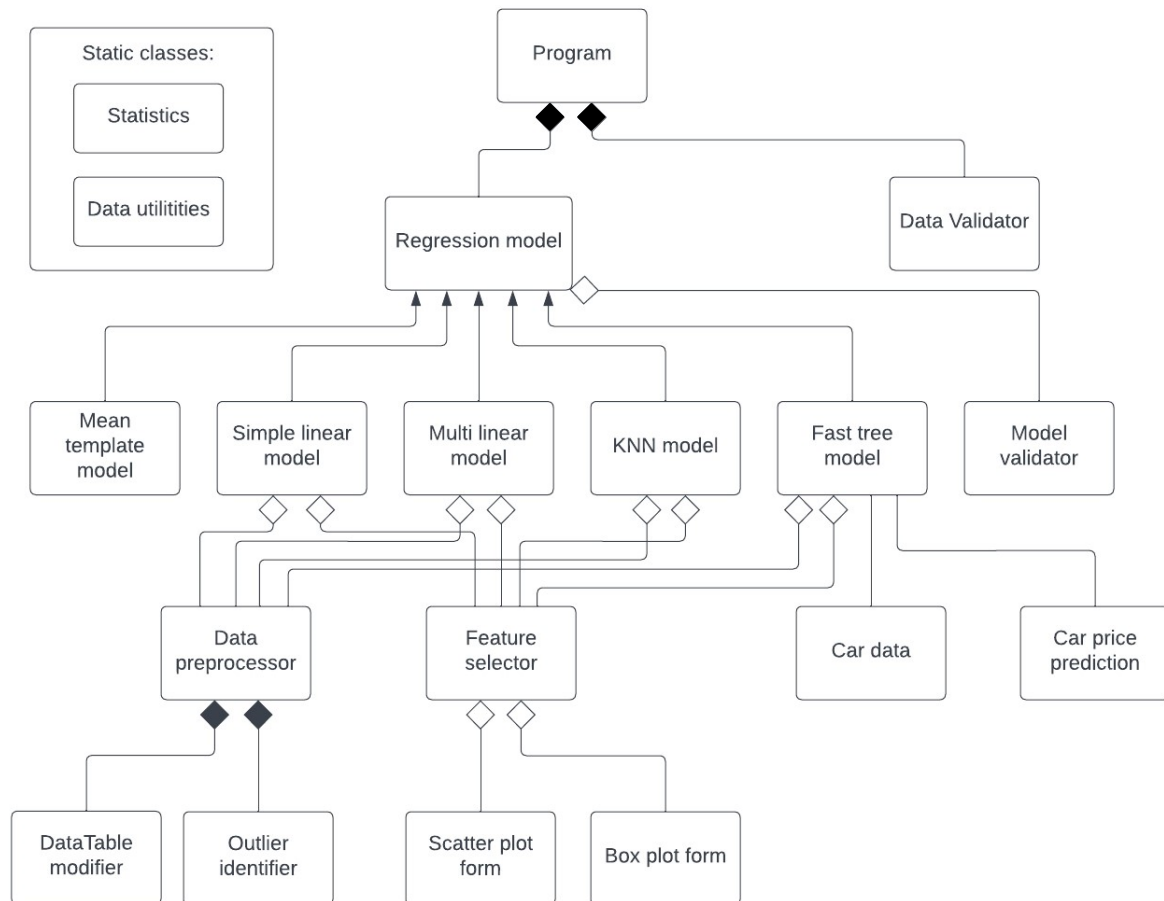 Static classes:
Statistics
Data utilitities
Program
Regression model
Data Validator
Mean
template
model
Simple linear
model
Multi linear
model
KNN model
Fast tree
model
Model
validator
Data
preprocessor
Feature
selector
Car data
Car price
prediction
DataTable
modifier
Outlier
identifier
Scatter plot
form
Box plot form